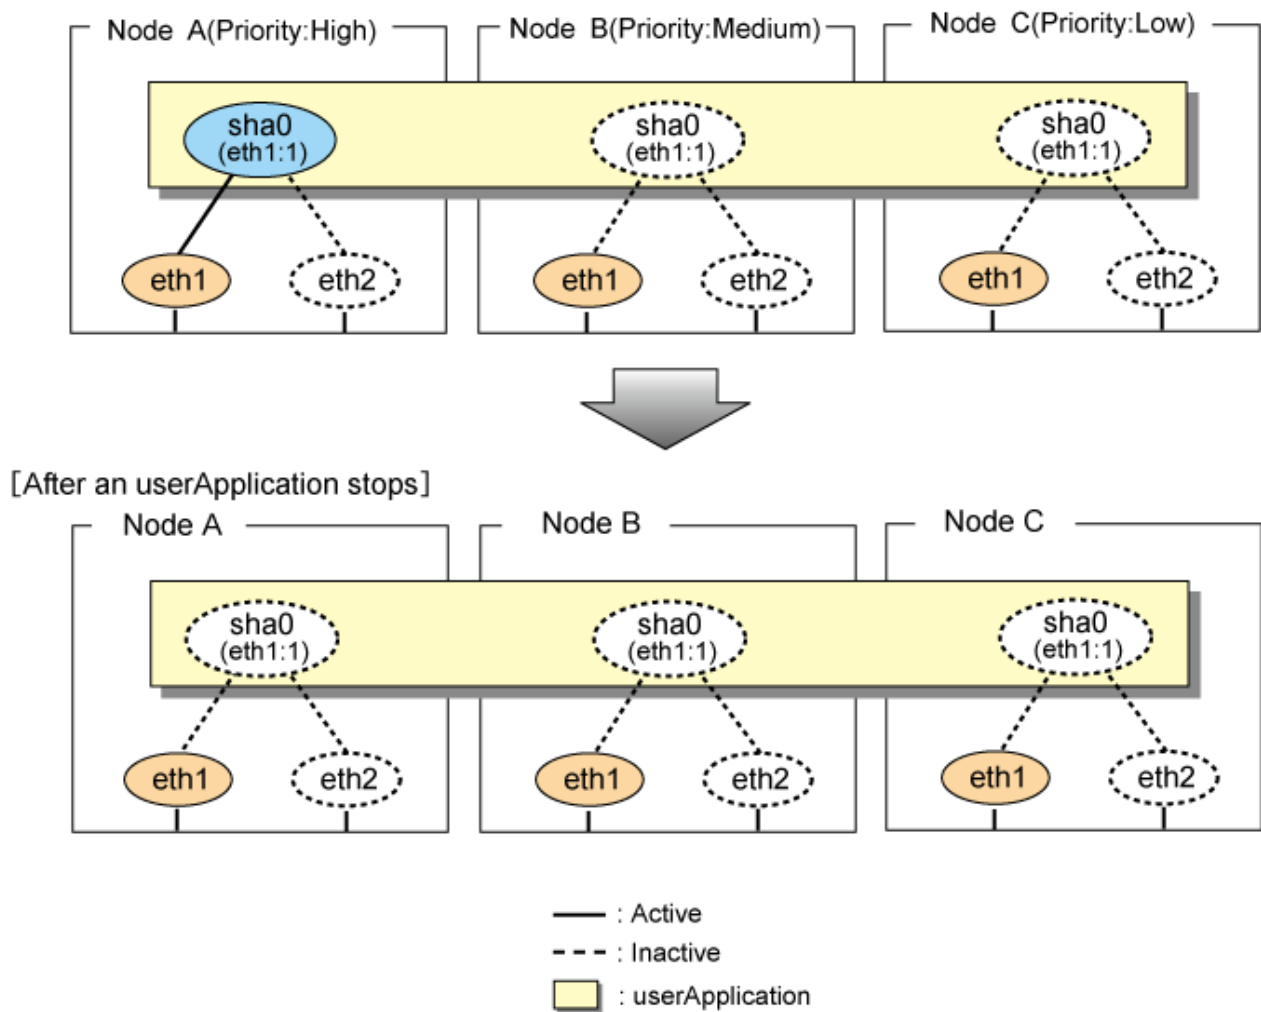 Node A(Priority:High)
Node B(Priority:Medium)
Node C(Priority:Low)
sha0
(eth1:1)
sha0
(eth1:1)
sha0
(eth1:1)
eth1
eth2
eth1
eth2
eth1
eth2
[After an userApplication stops]
Node A
Node B
Node C
sha0
(eth1:1)
sha0
(eth1:1)
sha0
(eth1:1)
eth1
eth2
eth1
eth2
eth1
eth2
: Active
: Inactive
: userApplication